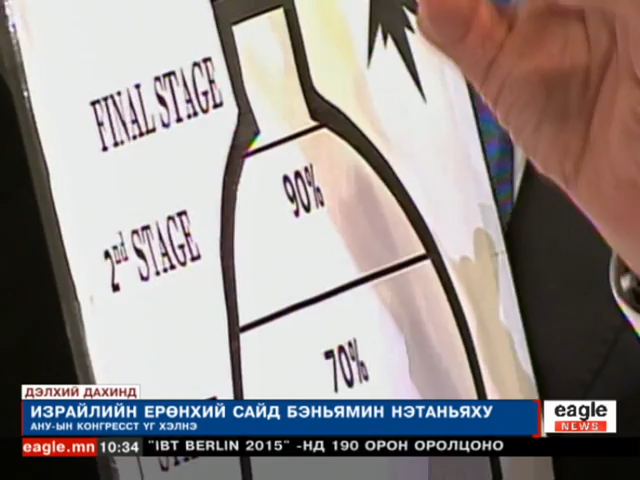 FINAL STAGE
90%
2nd STAGE
70%
ДЭЛХИЙ ДАХИНД
ИЗРАЙЛИЙН ЕРӨНХИЙ САЙД БЭНЬЯМИН НЭТАНЬЯХУ
АНУ-ЫН КОНГРЕССТ ҮГ ХЭЛНЭ
eagle
NEWS
eagle.mn 10:34 "IBT BERLIN 2015" -НД 190 ОРОН ОРОЛЦОНО